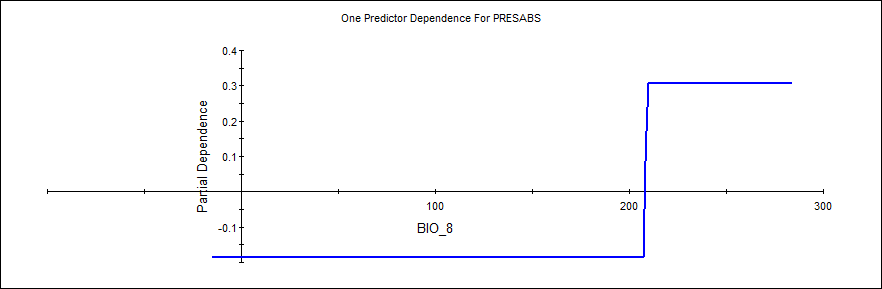 One Predictor Dependence For PRESABS
0.4
0.3
0.2
0.1
-0.1
Partial Dependence
100
200
300
BIO_8